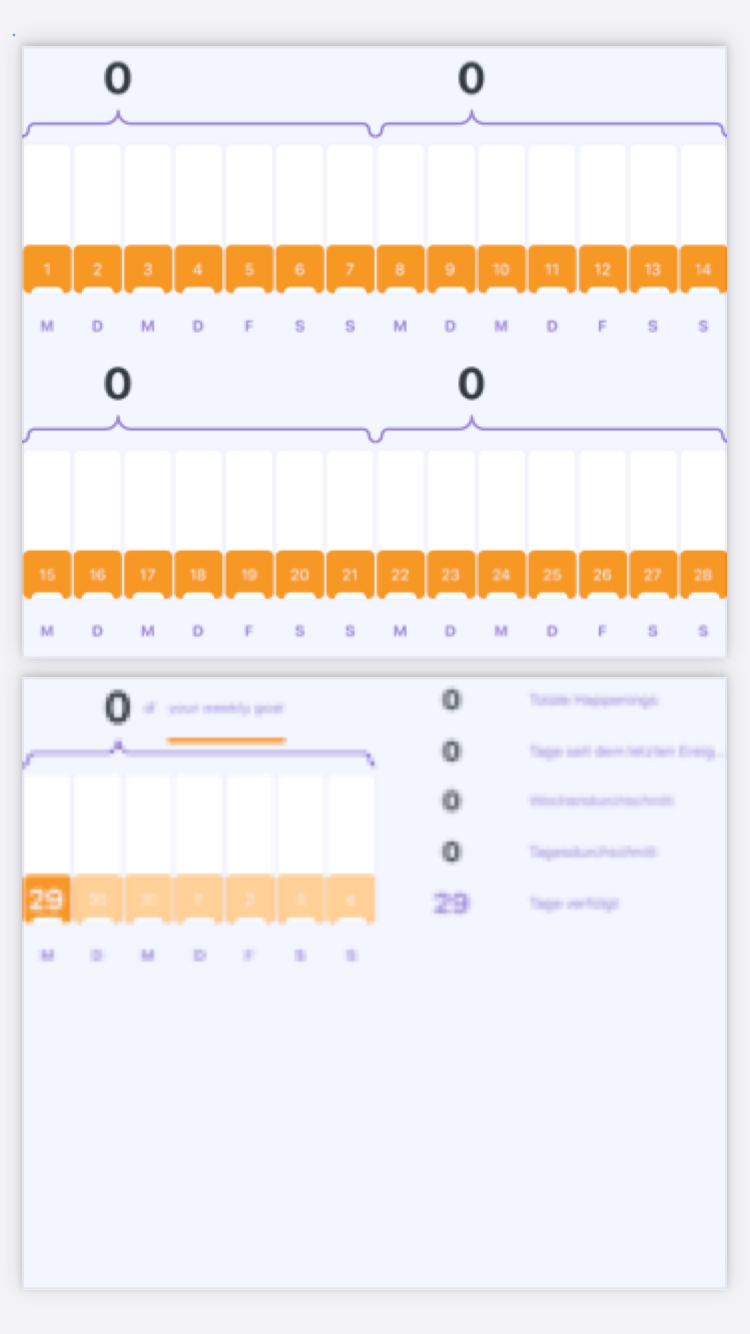 0 0
1 2 3 4 5 6 7 8 9 10 11 12 13 14
M D M D F S S M D M D F S S
0 0
15 16 17 18 19 20 21 22 23 24 25 26 27 28
M D M D F S S M D M D F S S
0 of your weekly goal
29 30 31 1 2 3 4
M D M D F S S
0 Totale Happenings
0 Tage seit dem letzten Ereig...
0 Wochendurchschnitt
0 Tagesdurchschnitt
29 Tage verfolgt